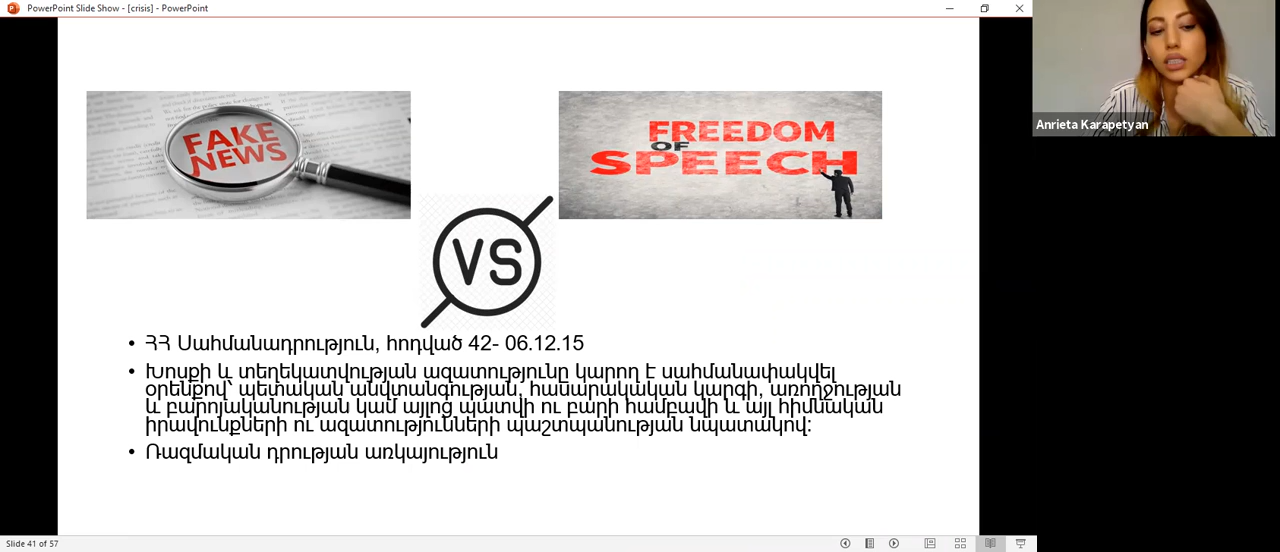 PowerPoint Slide Show - [crisis] - PowerPoint
Anrieta Karapetyan
FAKE
NEWS
FREEDOM
OF
SPEECH
VS
• ՀՀ Սահմանադրություն, հոդված 42- 06.12.15
• Խոսքի և տեղեկատվության ազատությունը կարող է սահմանափակվել
օրենքով՝ պետական անվտանգության, հասարակական կարգի, առողջության
և բարոյականության կամ այլոց պատվի ու բարի համբավի և այլ հիմնական
իրավունքների ու ազատությունների պաշտպանության նպատակով:
• Ռազմական դրության առկայություն
Slide 41 of 57